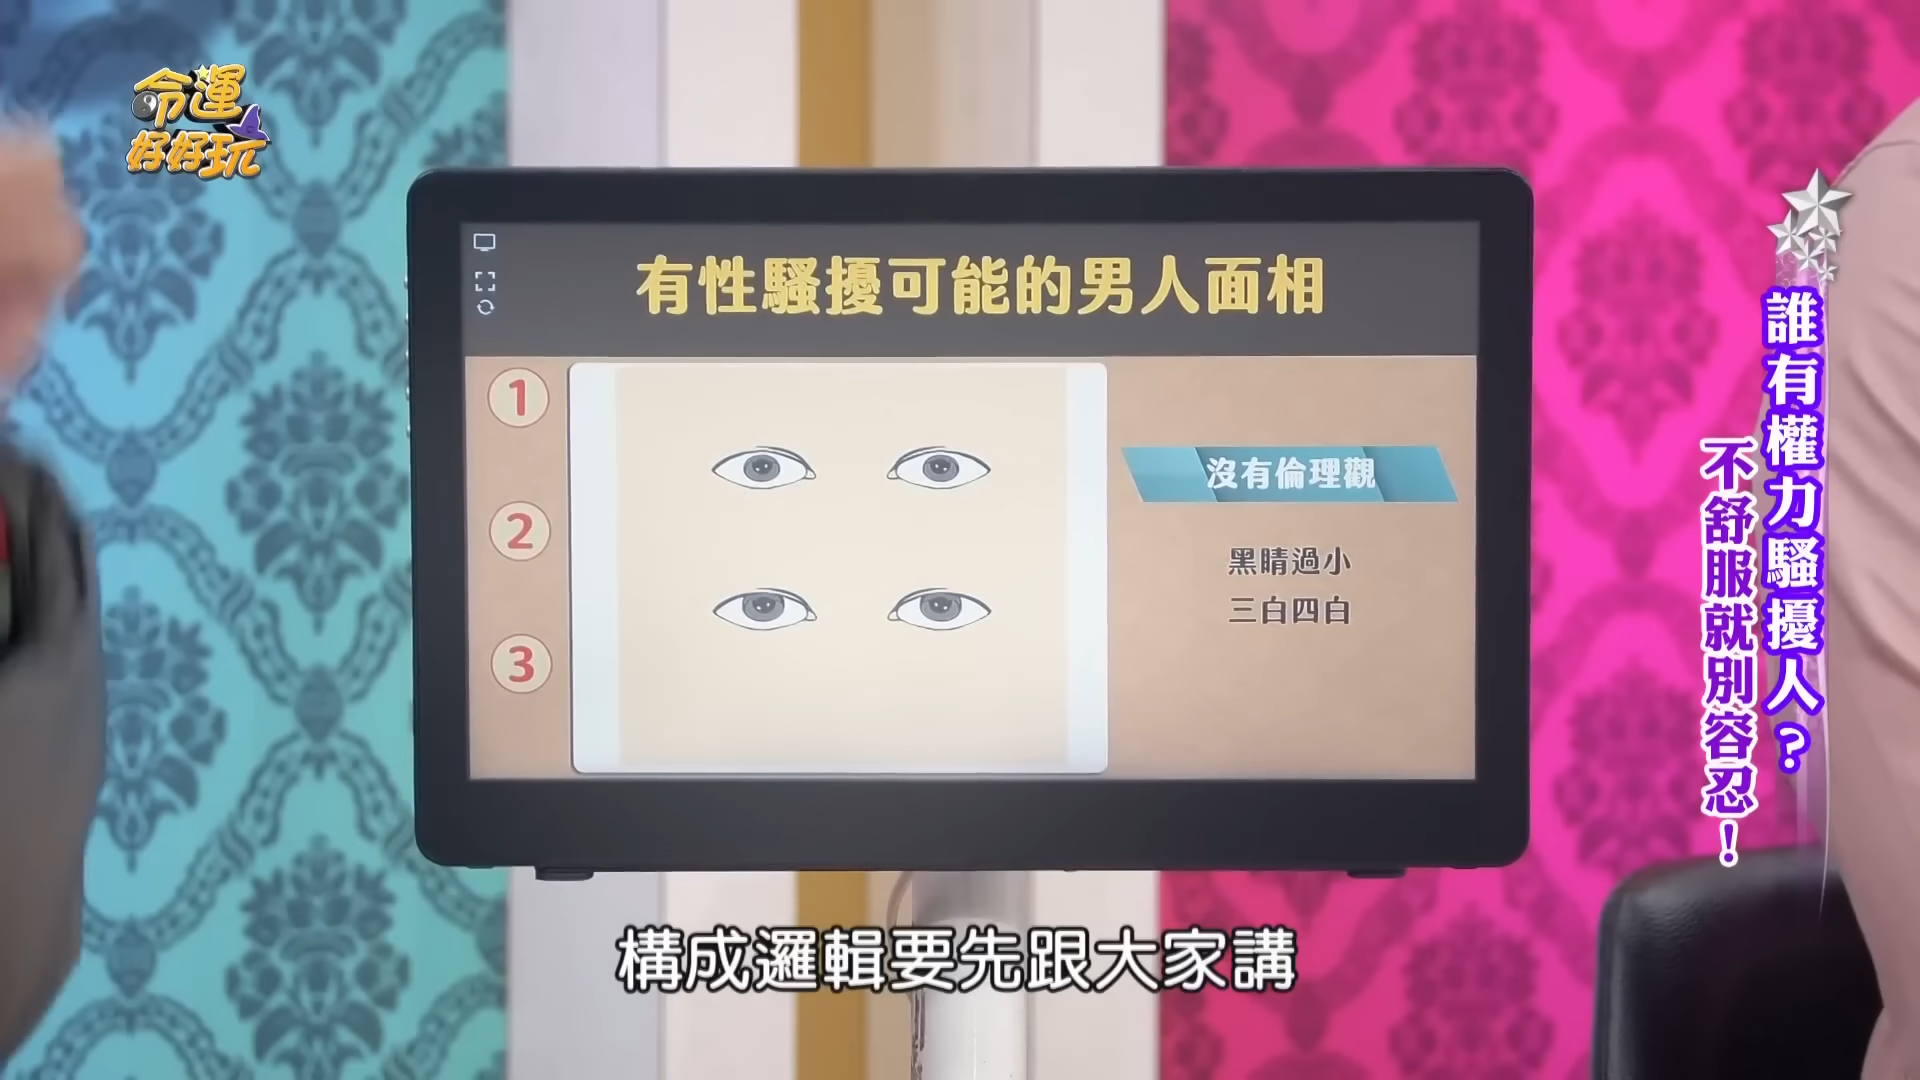 命運
好好玩
有性騷擾可能的男人面相
1
2
3
沒有倫理觀
黑睛過小
三白四白
誰有權力騷擾人？
不舒服就別容忍！
構成邏輯要先跟大家講